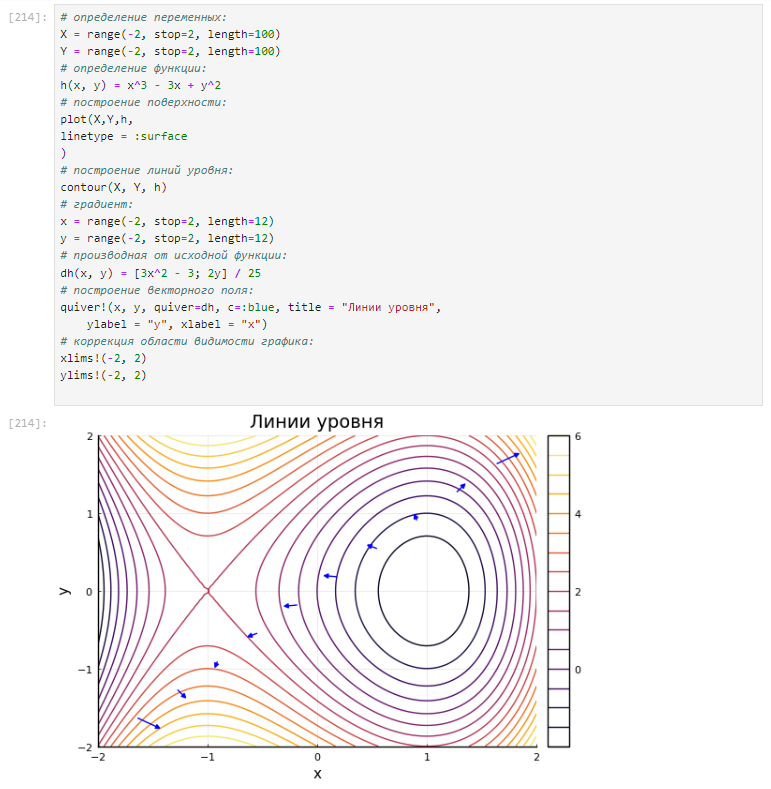 [214]:
# определение переменных:
X = range(-2, stop=2, length=100)
Y = range(-2, stop=2, length=100)
# определение функции:
h(x, y) = x^3 - 3x + y^2
# построение поверхности:
plot(X,Y,h,
linetype = :surface
)
# построение линий уровня:
contour(X, Y, h)
# градиент:
x = range(-2, stop=2, length=12)
y = range(-2, stop=2, length=12)
# производная от исходной функции:
dh(x, y) = [3x^2 - 3; 2y] / 25
# построение векторного поля:
quiver!(x, y, quiver=dh, c=:blue, title = "Линии уровня",
    ylabel = "y", xlabel = "x")
# коррекция области видимости графика:
xlims!(-2, 2)
ylims!(-2, 2)
[214]:
Линии уровня
2
1
0
−1
−2
y
−2 −1 0 1 2
x
6
4
2
0